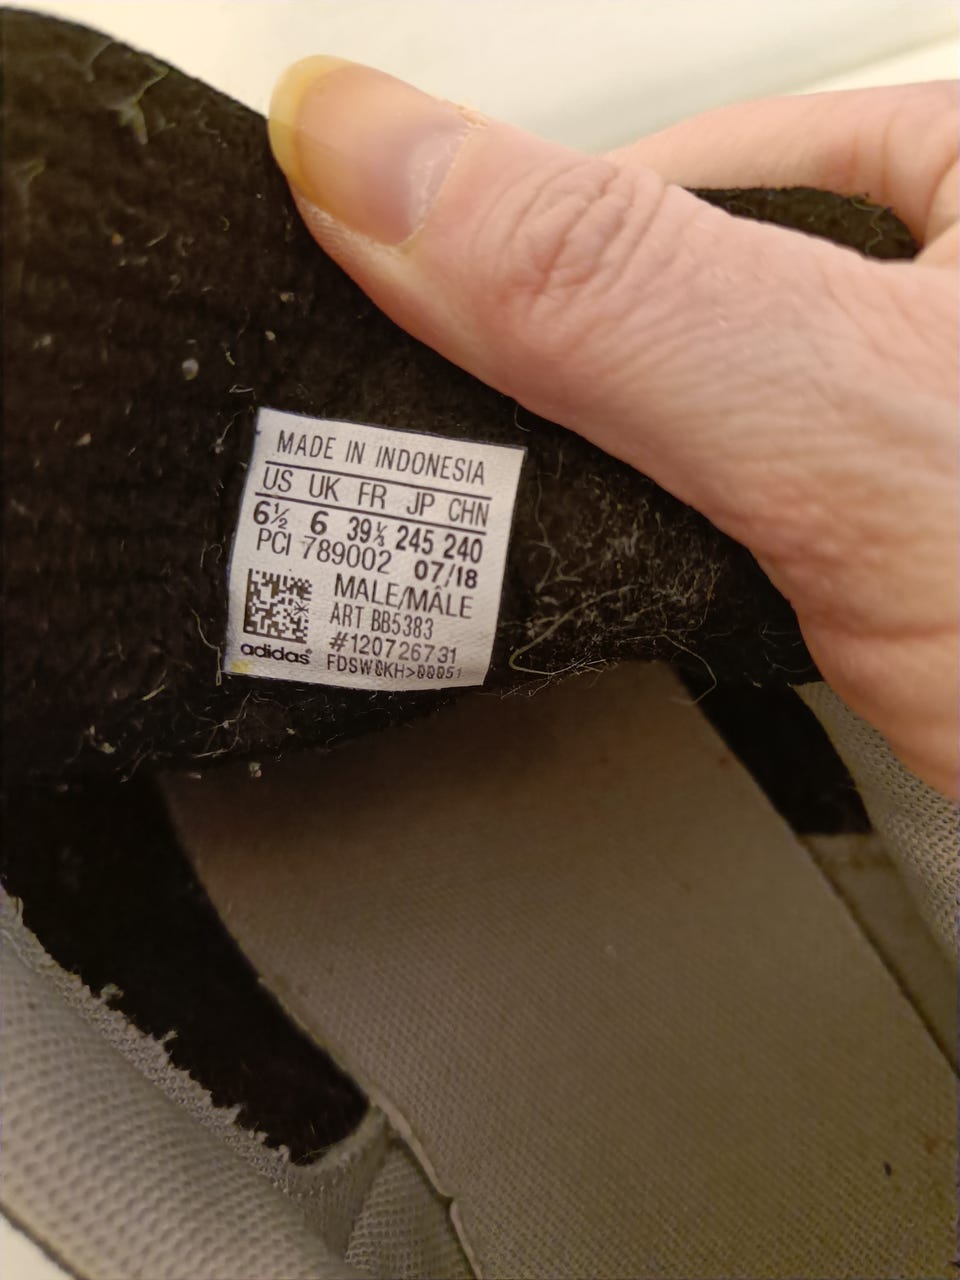 MADE IN INDONESIA
US UK FR JP CHN
6½ 6 39⅓ 245 240
PCI 789002 07/18
MALE/MÂLE
ART BB5383
#120726731
adidas